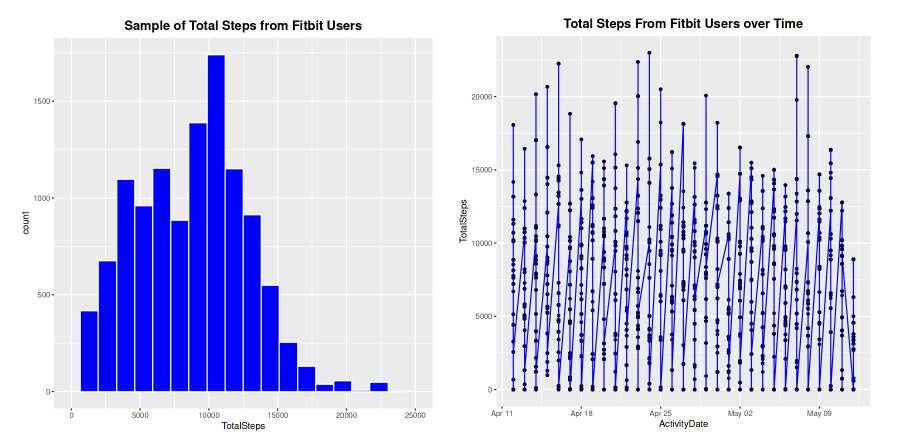 Sample of Total Steps from Fitbit Users
count
1500
1000
500
0
0 5000 10000 15000 20000 25000
TotalSteps
Total Steps From Fitbit Users over Time
TotalSteps
20000
15000
10000
5000
0
Apr 11 Apr 18 Apr 25 May 02 May 09
ActivityDate